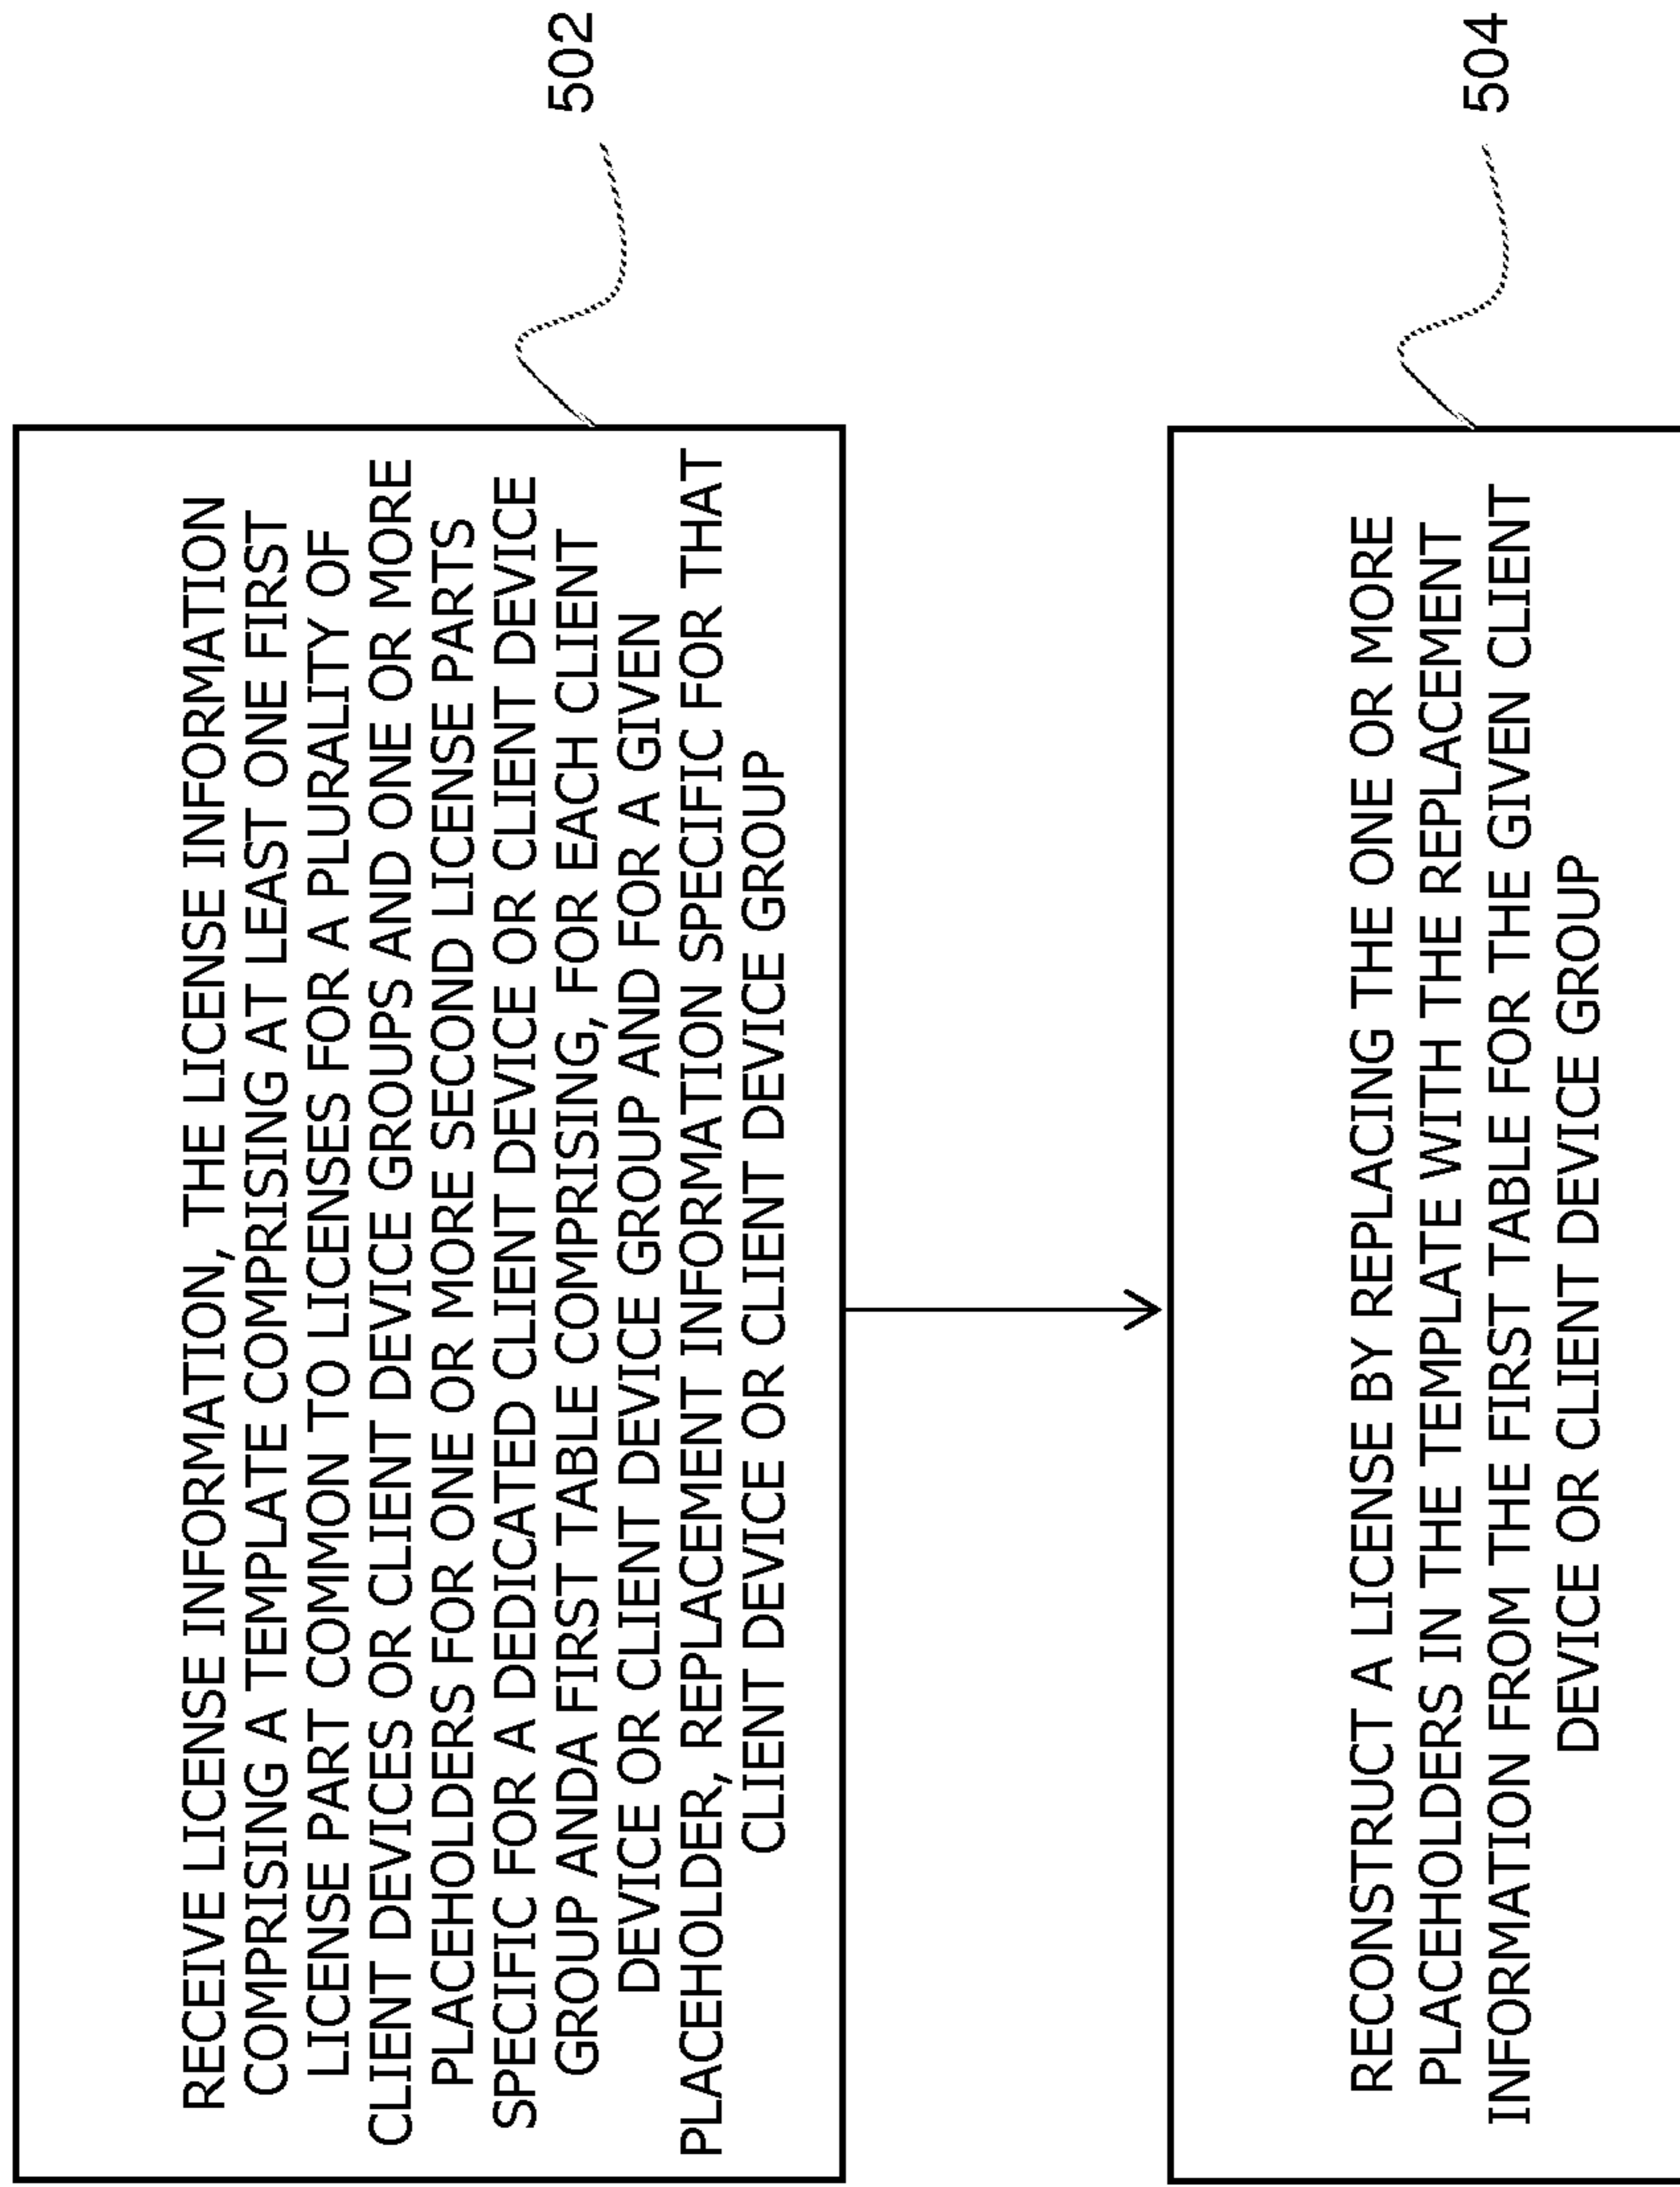 RECEIVE LICENSE INFORMATION, THE LICENSE INFORMATION
COMPRISING A TEMPLATE COMPRISING AT LEAST ONE FIRST
LICENSE PART COMMON TO LICENSES FOR A PLURALITY OF
CLIENT DEVICES OR CLIENT DEVICE GROUPS AND ONE OR MORE
PLACEHOLDERS FOR ONE OR MORE SECOND LICENSE PARTS
SPECIFIC FOR A DEDICATED CLIENT DEVICE OR CLIENT DEVICE
GROUP ANDA FIRST TABLE COMPRISING, FOR EACH CLIENT
DEVICE OR CLIENT DEVICE GROUP AND FOR A GIVEN
PLACEHOLDER, REPLACEMENT INFORMATION SPECIFIC FOR THAT
CLIENT DEVICE OR CLIENT DEVICE GROUP
502
RECONSTRUCT A LICENSE BY REPLACING THE ONE OR MORE
PLACEHOLDERS IN THE TEMPLATE WITH THE REPLACEMENT
INFORMATION FROM THE FIRST TABLE FOR THE GIVEN CLIENT
DEVICE OR CLIENT DEVICE GROUP
504